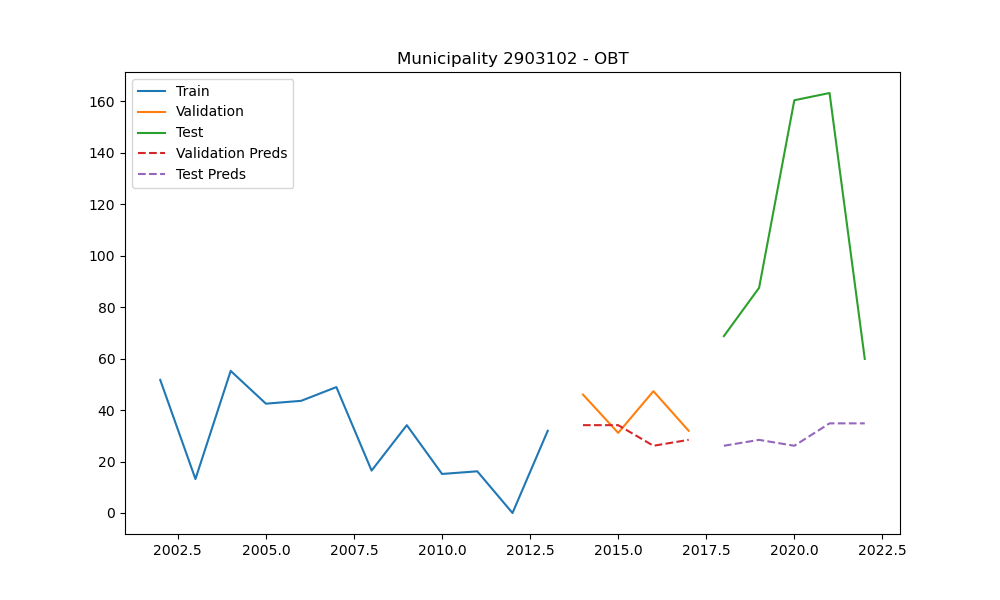 Municipality 2903102 - OBT
Train
Validation
Test
Validation Preds
Test Preds
160
140
120
100
80
60
40
20
0
2002.5 2005.0 2007.5 2010.0 2012.5 2015.0 2017.5 2020.0 2022.5